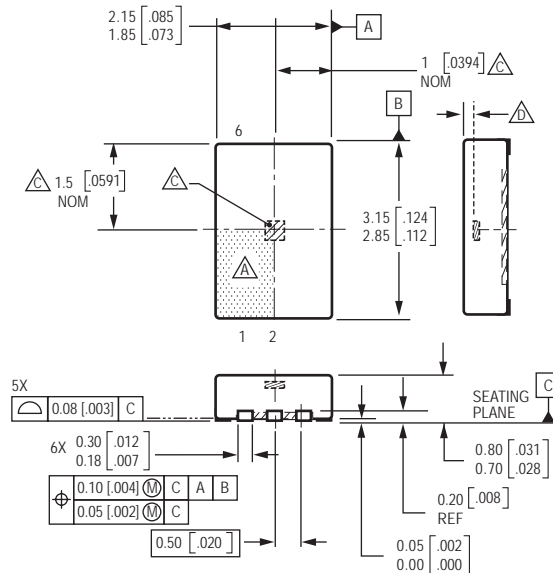 2.15 [.085
1.85 .073]
A
1 [.0394] C
NOM
B
D
6
C 1.5 [.0591]
NOM
C
3.15 [.124
2.85 .112]
A
1 2
5X
⌓ 0.08 [.003] C
SEATING
PLANE
C
6X 0.30 [.012
0.18 .007]
0.80 [.031
0.70 .028]
⌖ 0.10 [.004] Ⓜ C A B
0.05 [.002] Ⓜ C
0.20 [.008]
REF
0.50 [.020]
0.05 [.002
0.00 .000]